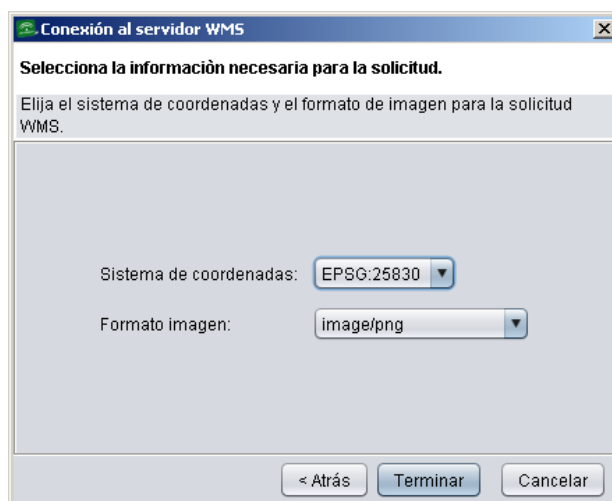 Conexión al servidor WMS
Selecciona la informaciòn necesaria para la solicitud.
Elija el sistema de coordenadas y el formato de imagen para la solicitud
WMS.
Sistema de coordenadas: EPSG:25830
Formato imagen: image/png
< Atrás Terminar Cancelar